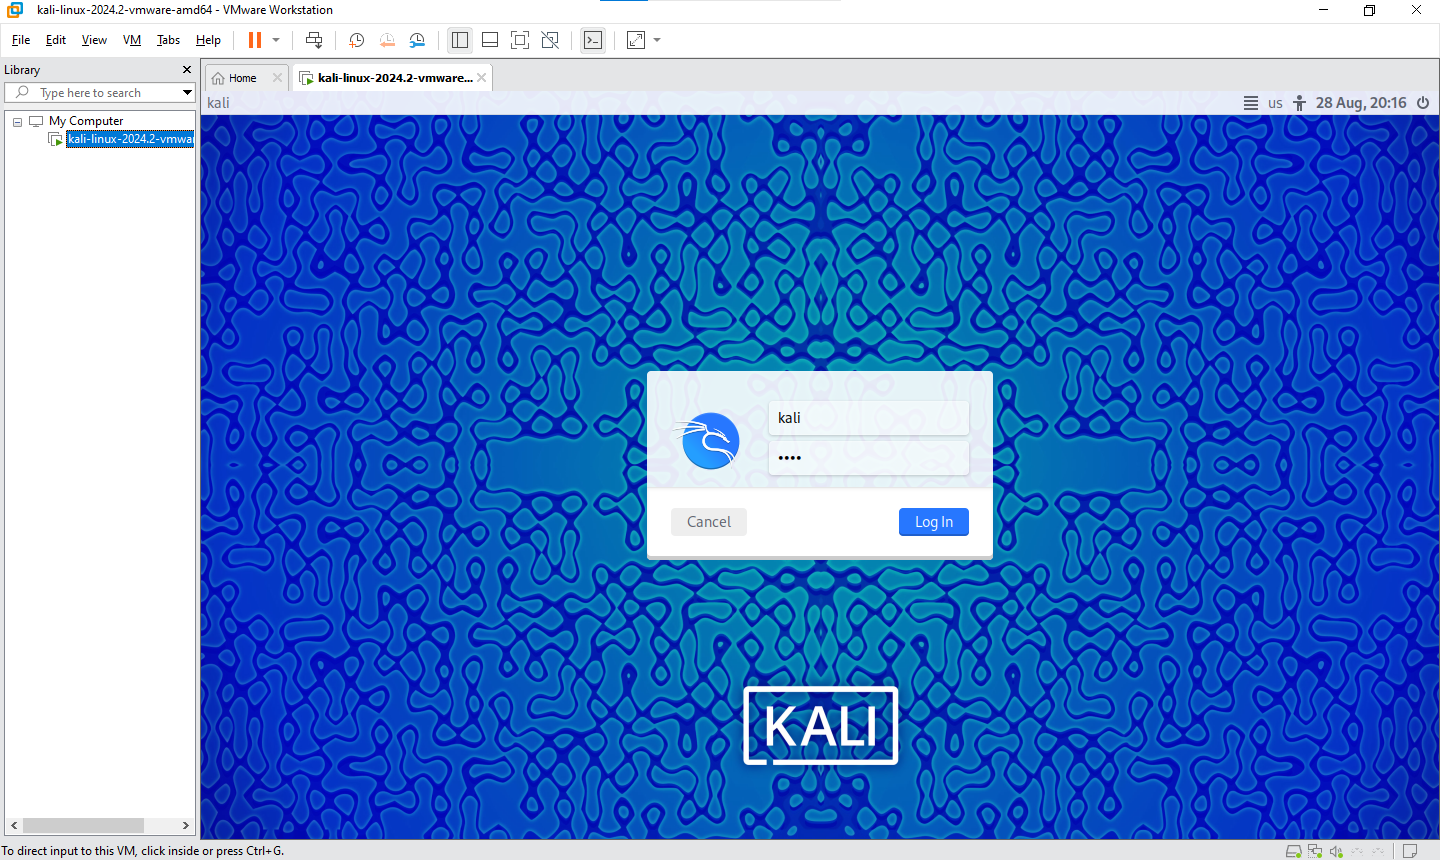 kali-linux-2024.2-vmware-amd64 - VMware Workstation
File Edit View VM Tabs Help
Library
Type here to search
My Computer
kali-linux-2024.2-vmwar
Home
kali-linux-2024.2-vmware...
kali
us
28 Aug, 20:16
kali
••••
Cancel
Log In
KALI
To direct input to this VM, click inside or press Ctrl+G.